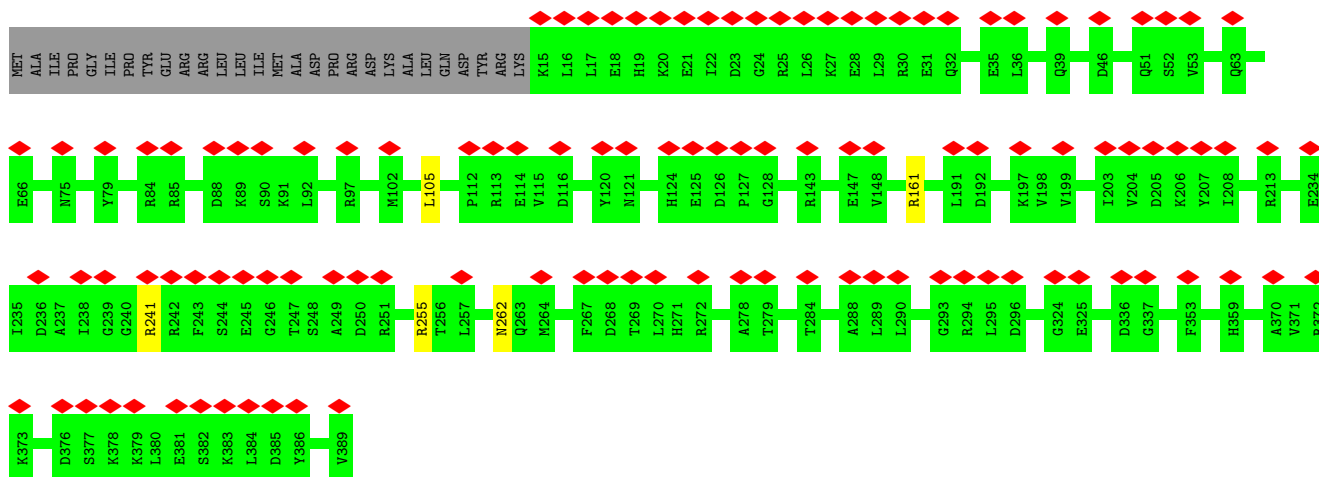 MET ALA ILE PRO GLY ILE PRO TYR GLU ARG ARG LEU LEU ILE MET ALA ASP PRO ARG ASP LYS ALA LEU GLN ASP TYR ARG LYS K15 L16 L17 E18 H19 K20 E21 I22 D23 G24 R25 L26 K27 E28 L29 R30 E31 Q32 E35 L36 Q39 D46 Q51 S52 V53 Q63
E66 N75 Y79 R84 R85 D88 K89 S90 K91 L92 R97 M102 L105 P112 R113 E114 V115 D116 Y120 N121 H124 E125 D126 P127 G128 R143 E147 V148 R161 L191 D192 K197 V198 V199 I203 V204 D205 K206 Y207 I208 R213 E234
I235 D236 A237 I238 G239 G240 R241 R242 F243 S244 E245 G246 T247 S248 A249 D250 R251 R255 T256 L257 N262 Q263 M264 F267 D268 T269 L270 H271 R272 A278 T279 T284 A288 L289 L290 G293 R294 L295 D296 G324 E325 D336 G337 F353 H359 A370 V371 R372
K373 D376 S377 K378 K379 L380 E381 S382 K383 L384 D385 Y386 V389